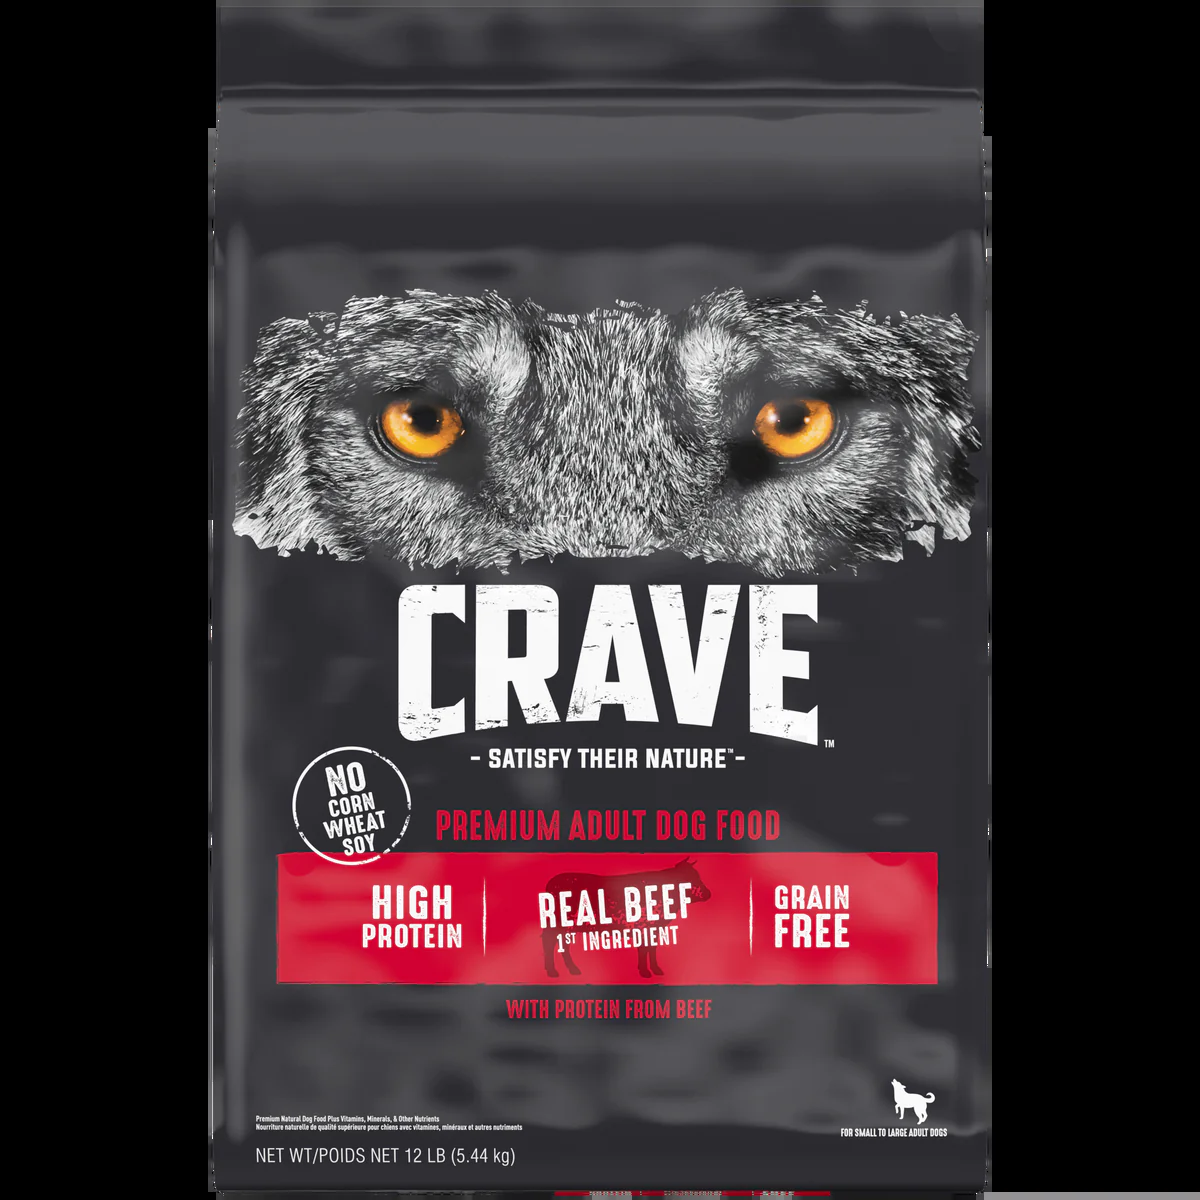 CRAVE™
- SATISFY THEIR NATURE™ -
NO
CORN
WHEAT
SOY
PREMIUM ADULT DOG FOOD
HIGH
PROTEIN
REAL BEEF
1ST INGREDIENT
GRAIN
FREE
WITH PROTEIN FROM BEEF
Premium Natural Dog Food Plus Vitamins, Minerals, & Other Nutrients
Nourriture naturelle de qualité supérieure pour chiens avec vitamines, minéraux et autres nutriments
NET WT/POIDS NET 12 LB (5.44 kg)
FOR SMALL TO LARGE ADULT DOGS